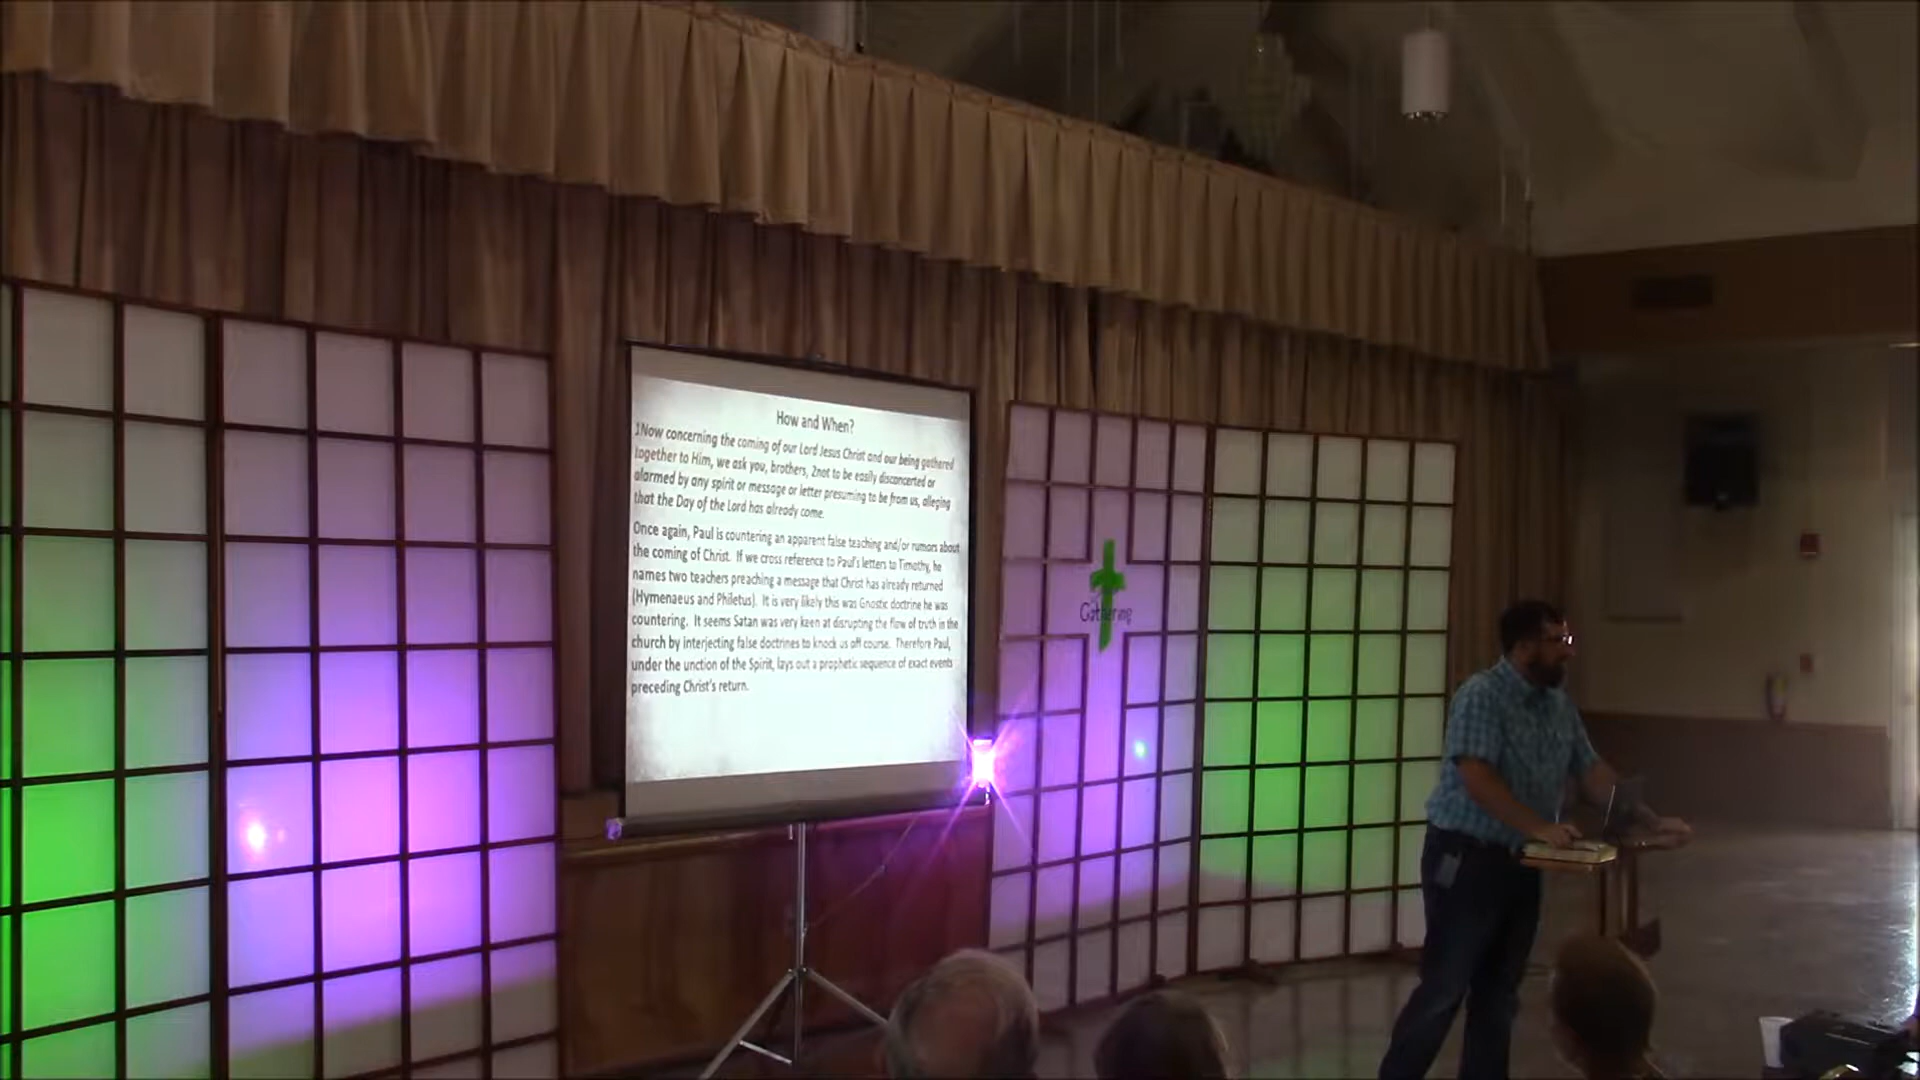 How and When?
1Now concerning the coming of our Lord Jesus Christ and our being gathered
together to Him, we ask you, brothers, 2not to be easily disconcerted or
alarmed by any spirit or message or letter presuming to be from us, alleging
that the Day of the Lord has already come.
Once again, Paul is countering an apparent false teaching and/or rumors about
the coming of Christ. If we cross reference to Paul's letters to Timothy, he
names two teachers preaching a message that Christ has already returned
(Hymenaeus and Philetus). It is very likely this was Gnostic doctrine he was
countering. It seems Satan was very keen at disrupting the flow of truth in the
church by interjecting false doctrines to knock us off course. Therefore Paul,
under the unction of the Spirit, lays out a prophetic sequence of exact events
preceding Christ's return.
Gathering